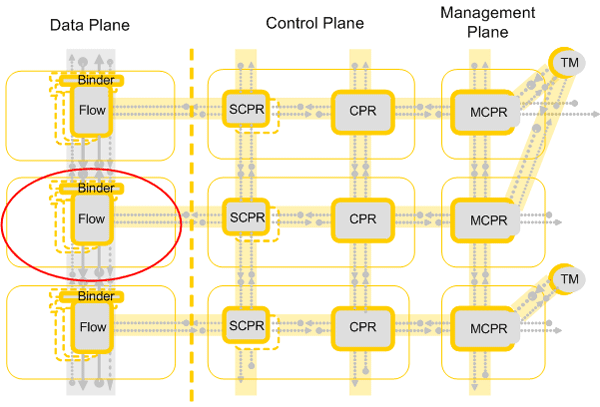 Data Plane
Control Plane
Management
Plane
TM
Binder
Flow
SCPR
CPR
MCPR
Binder
Flow
SCPR
CPR
MCPR
TM
Binder
Flow
SCPR
CPR
MCPR